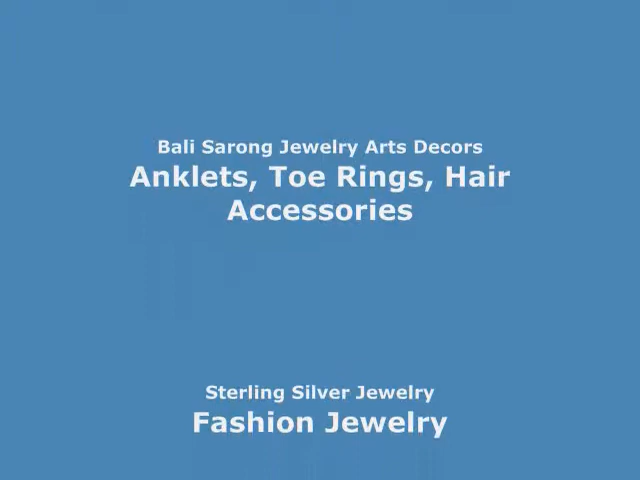 Bali Sarong Jewelry Arts Decors
Anklets, Toe Rings, Hair
Accessories
Sterling Silver Jewelry
Fashion Jewelry